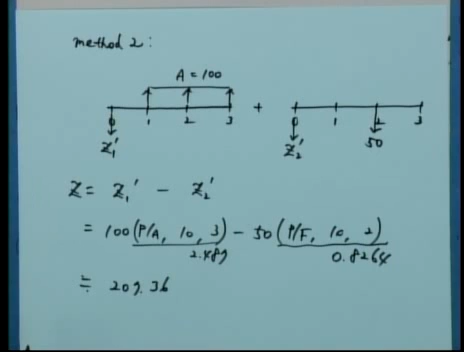 method 2:
A = 100
0 1 2 3 + 0 1 2 3
Z₁' Z₂' 50
Z = Z₁' - Z₂'
= 100 (P/A, 10, 3) - 50 (P/F, 10, 2)
2.487 0.8264
≒ 207.36